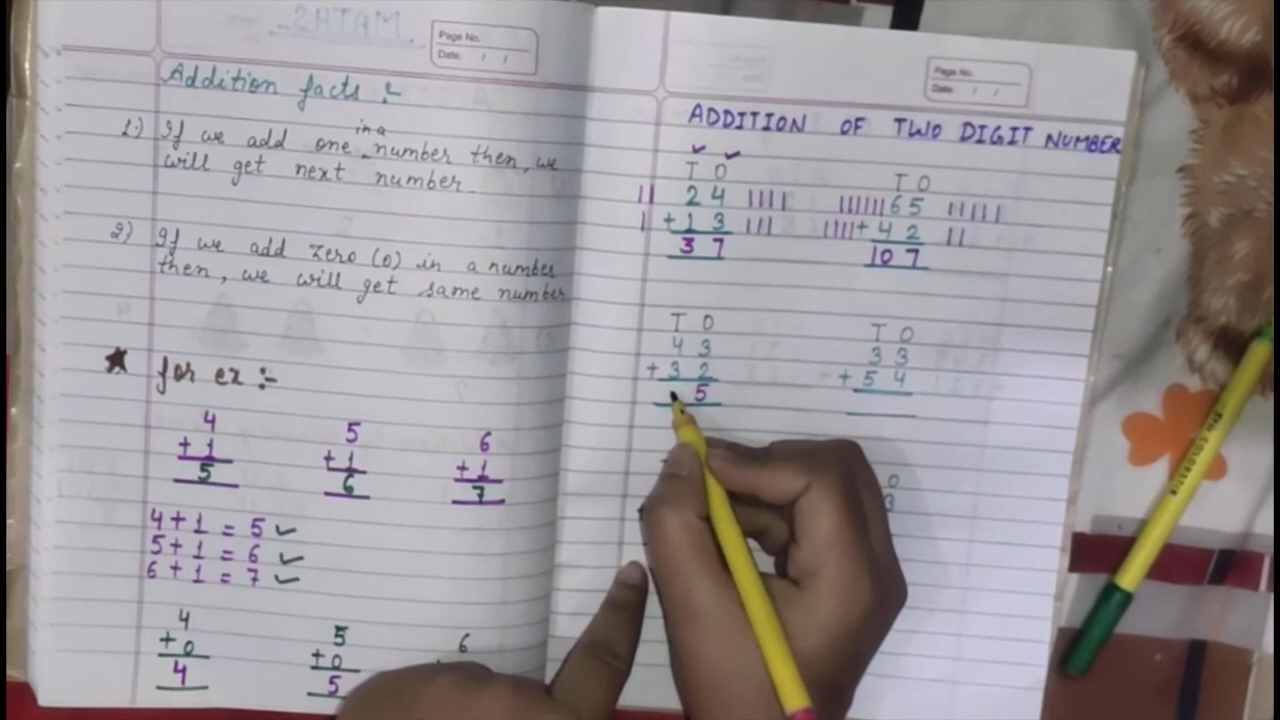 MATHS
Page No.
Date: / /
Addition facts :-
1.) If we add one in a number then, we
will get next number.
2) If we add zero (0) in a number
then, we will get same number
★ for ex :-
4 5 6
+ 1 + 1 + 1
5 6 7
4 + 1 = 5 ✓
5 + 1 = 6 ✓
6 + 1 = 7 ✓
4 5 6
+ 0 + 0
4 5
Page No.
Date: / /
ADDITION OF TWO DIGIT NUMBER
✓ ✓
T O T O
|| 2 4 |||| |||||| 6 5 |||||
| + 1 3 ||| |||| + 4 2 ||
3 7 10 7
T O T O
4 3 3 3
+ 3 2 + 5 4
5
O
3